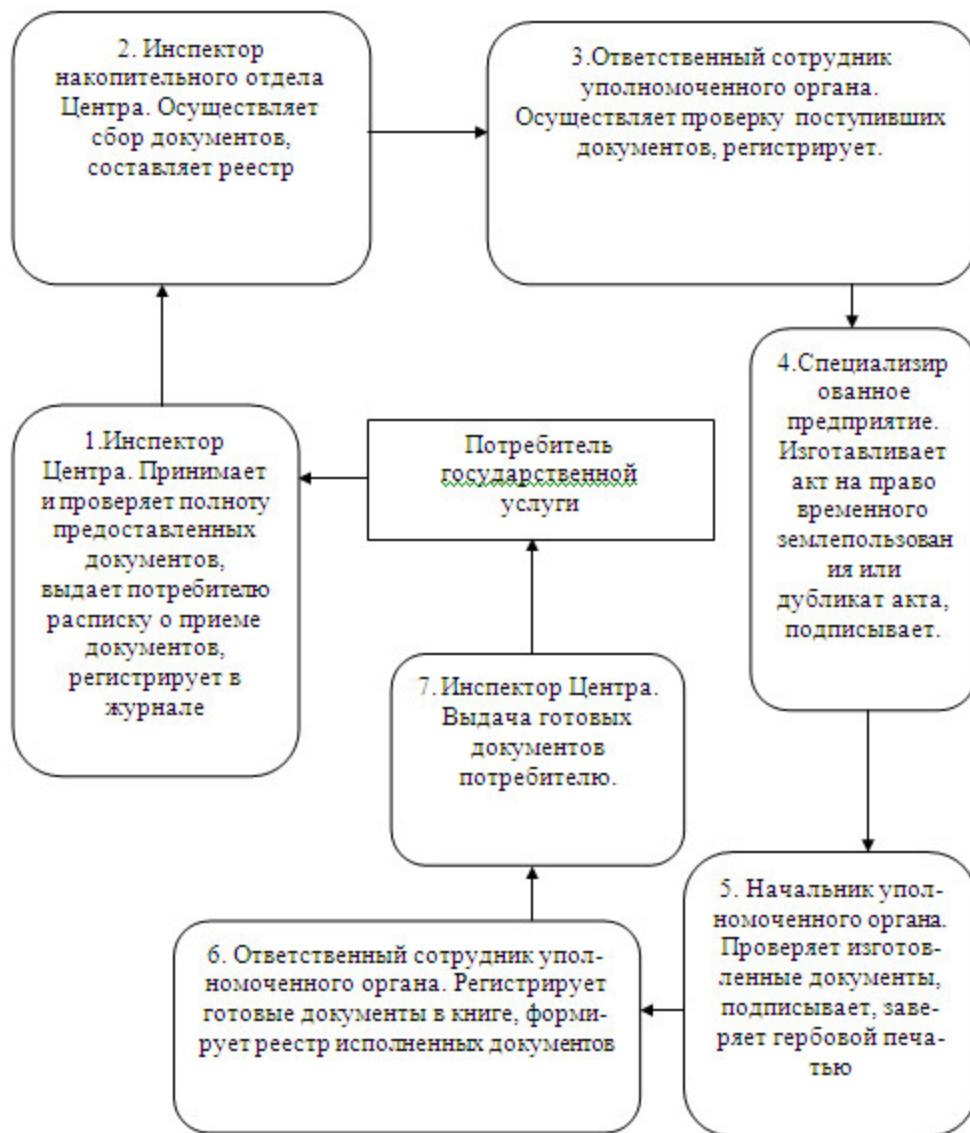 2. Инспектор
накопительного отдела
Центра. Осуществляет
сбор документов,
составляет реестр
3.Ответственный сотрудник
уполномоченного органа.
Осуществляет проверку поступивших
документов, регистрирует.
4.Специализир
ованное
предприятие.
Изготавливает
акт на право
временного
землепользован
ия или
дубликат акта,
подписывает.
1.Инспектор
Центра. Принимает
и проверяет полноту
предоставленных
документов,
выдает потребителю
расписку о приеме
документов,
регистрирует в
журнале
Потребитель
государственной
услуги
7. Инспектор Центра.
Выдача готовых
документов
потребителю.
5. Начальник упол-
номоченного органа.
Проверяет изготов-
ленные документы,
подписывает, заве-
ряет гербовой печа-
тью
6. Ответственный сотрудник упол-
номоченного органа. Регистрирует
готовые документы в книге, форми-
рует реестр исполненных документов